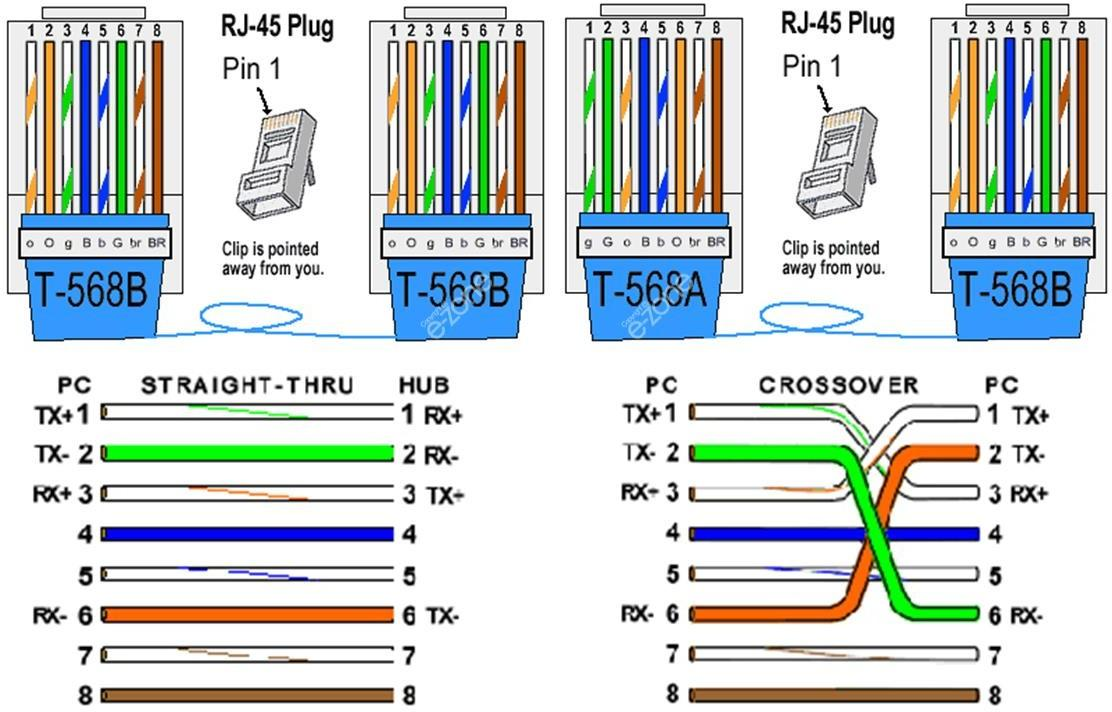 1 2 3 4 5 6 7 8
RJ-45 Plug
Pin 1
Clip is pointed
away from you.
o O g B b G br BR
T-568B
1 2 3 4 5 6 7 8
o O g B b G br BR
T-568B
Copyright
e-zone
1 2 3 4 5 6 7 8
g G o B b O br BR
T-568A
Copyright
e-zone
RJ-45 Plug
Pin 1
Clip is pointed
away from you.
1 2 3 4 5 6 7 8
o O g B b G br BR
T-568B
PC STRAIGHT-THRU HUB
TX+ 1 1 RX+
TX- 2 2 RX-
RX+ 3 3 TX+
4 4
5 5
RX- 6 6 TX-
7 7
8 8
PC CROSSOVER PC
TX+ 1 1 TX+
TX- 2 2 TX-
RX+ 3 3 RX+
4 4
5 5
RX- 6 6 RX-
7 7
8 8